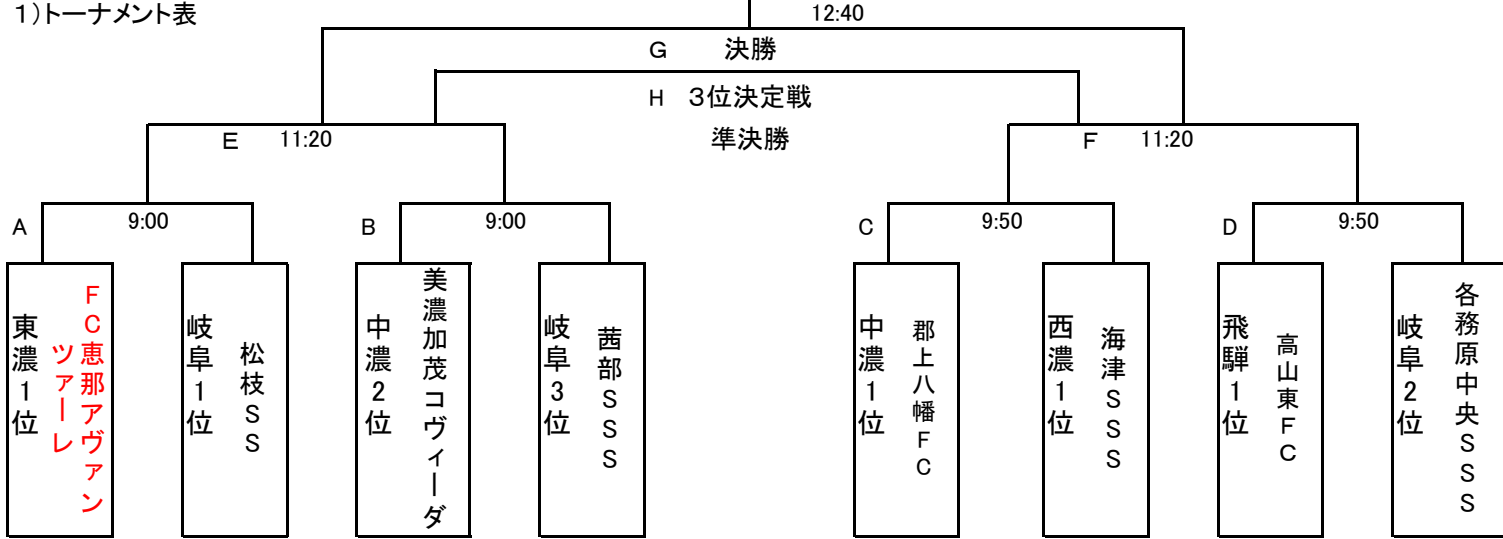 1)トーナメント表
12:40
G 決勝
H 3位決定戦
準決勝
E 11:20
F 11:20
A 9:00
B 9:00
C 9:50
D 9:50
東濃1位
FC恵那アヴァンツァーレ
岐阜1位
松枝SS
中濃2位
美濃加茂コヴィーダ
岐阜3位
茜部SSS
中濃1位
郡上八幡FC
西濃1位
海津SSS
飛騨1位
高山東FC
岐阜2位
各務原中央SSS